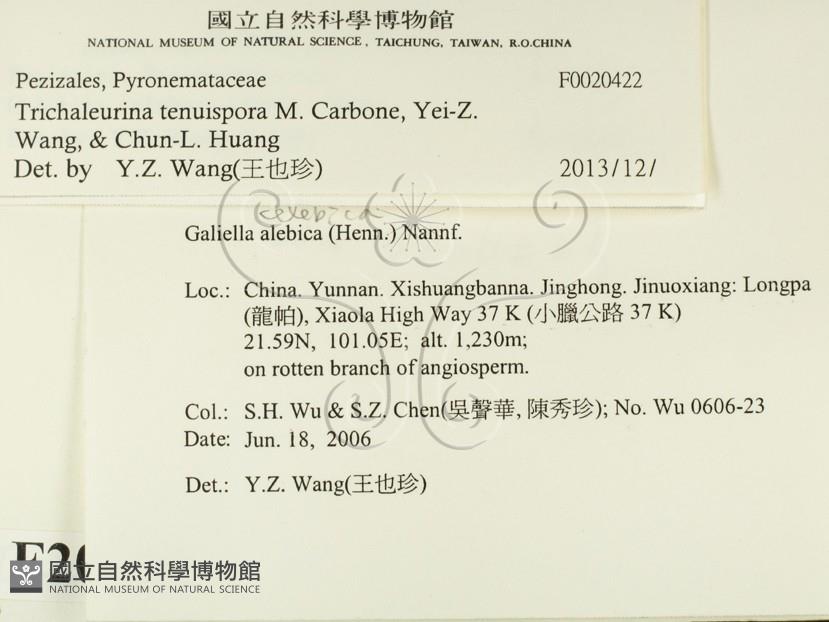 國立自然科學博物館
NATIONAL MUSEUM OF NATURAL SCIENCE, TAICHUNG, TAIWAN, R.O.CHINA
Pezizales, Pyronemataceae F0020422
Trichaleurina tenuispora M. Carbone, Yei-Z.
Wang, & Chun-L. Huang
Det. by Y.Z. Wang(王也珍) 2013/12/
Galiella alebica (Henn.) Nannf.
Loc.: China. Yunnan. Xishuangbanna. Jinghong. Jinuoxiang: Longpa
(龍帕), Xiaola High Way 37 K (小臘公路 37 K)
21.59N, 101.05E; alt. 1,230m;
on rotten branch of angiosperm.
Col.: S.H. Wu & S.Z. Chen(吳聲華, 陳秀珍); No. Wu 0606-23
Date: Jun. 18, 2006
Det.: Y.Z. Wang(王也珍)
國立自然科學博物館
NATIONAL MUSEUM OF NATURAL SCIENCE